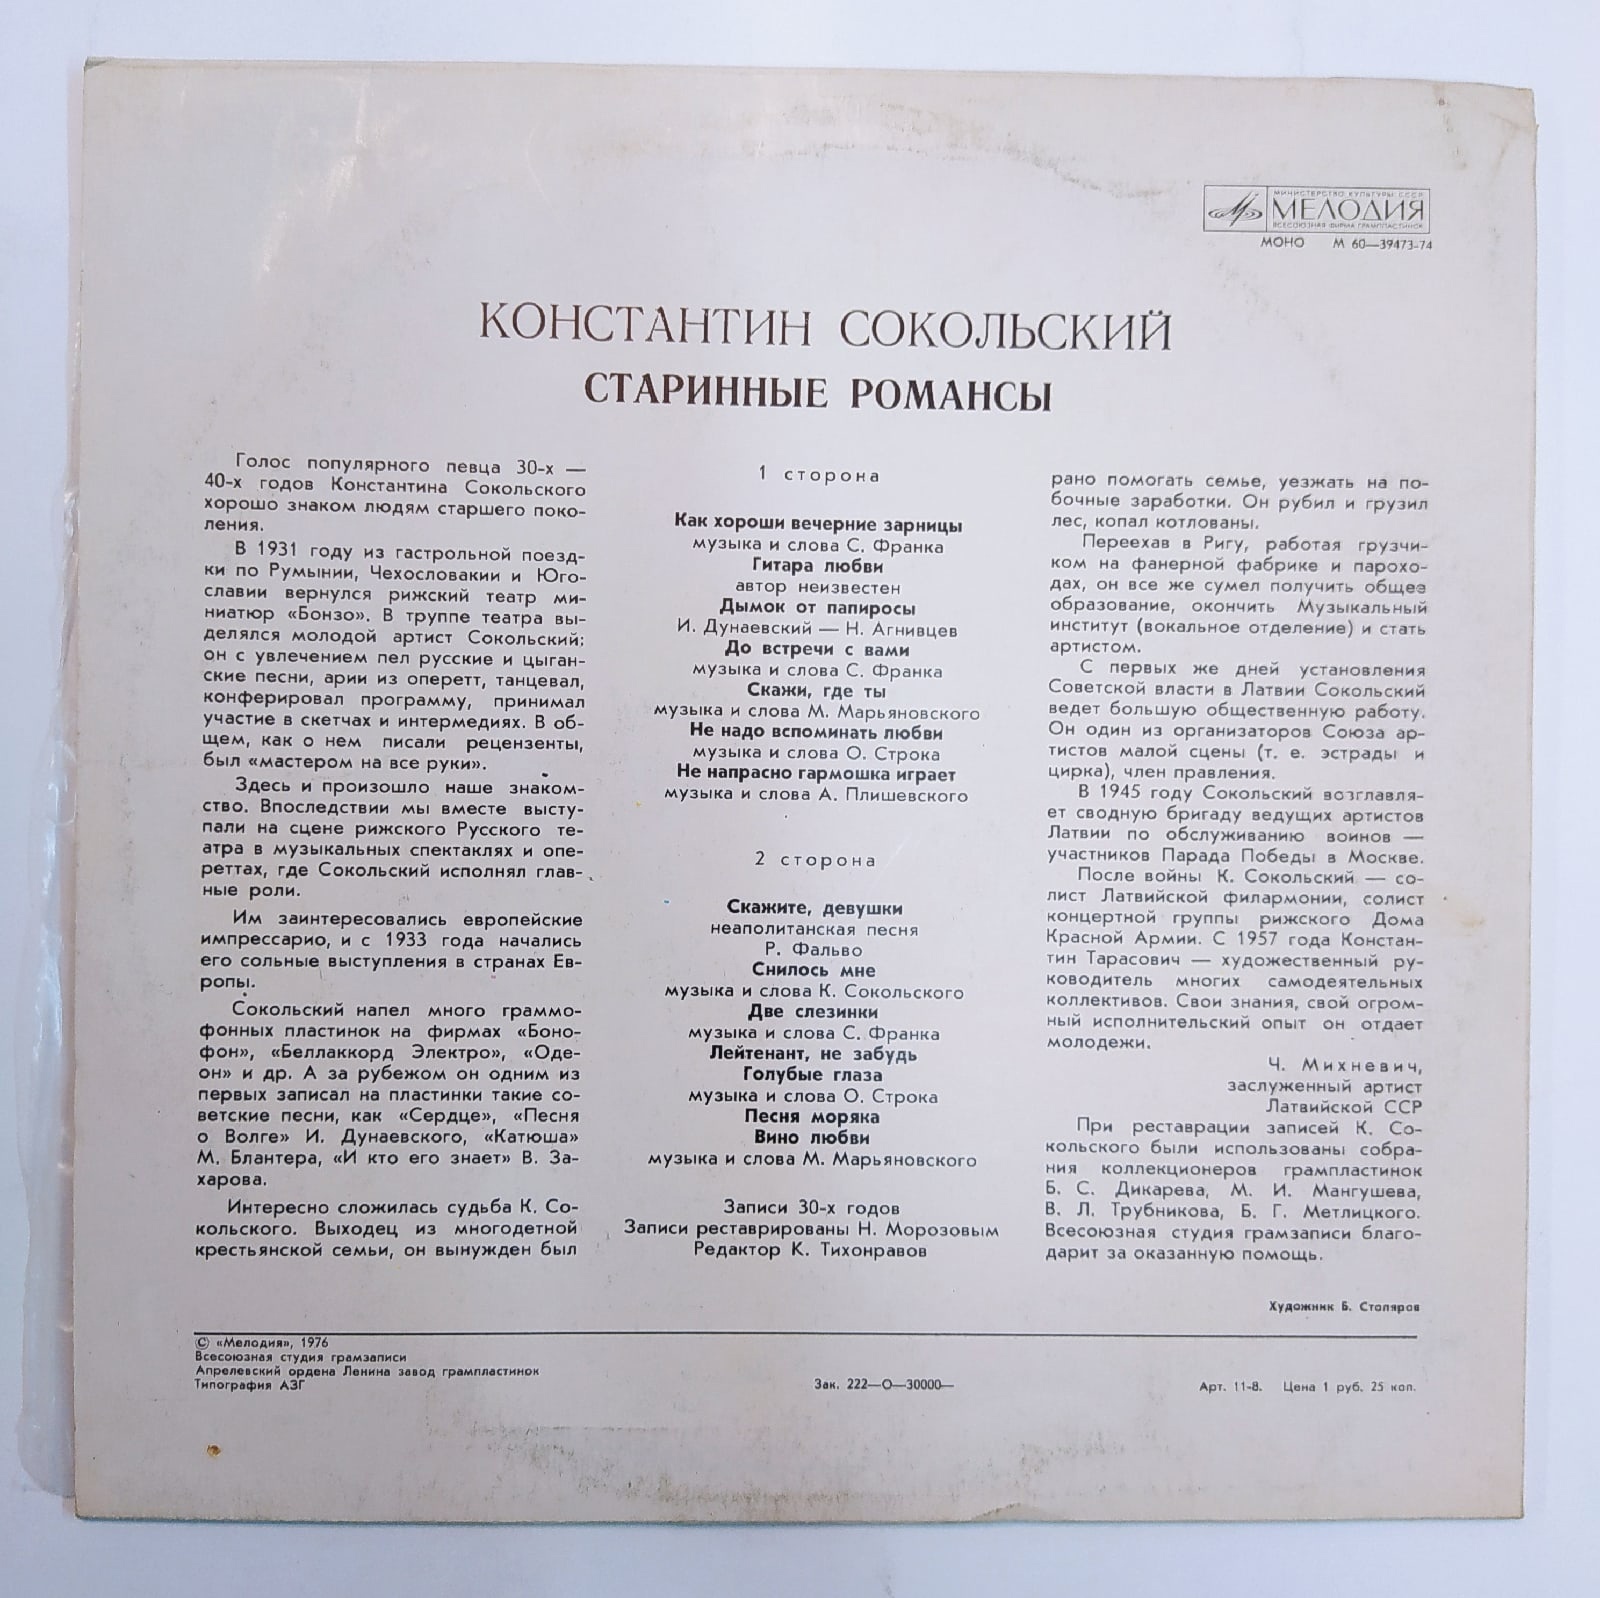 МИНИСТЕРСТВО КУЛЬТУРЫ СССР
МЕЛОДИЯ
ВСЕСОЮЗНАЯ ФИРМА ГРАМПЛАСТИНОК
МОНО М 60—39473-74
КОНСТАНТИН СОКОЛЬСКИЙ
СТАРИННЫЕ РОМАНСЫ
Голос популярного певца 30-х —
40-х годов Константина Сокольского
хорошо знаком людям старшего поко-
ления.
В 1931 году из гастрольной поезд-
ки по Румынии, Чехословакии и Юго-
славии вернулся рижский театр ми-
ниатюр «Бонзо». В труппе театра вы-
делялся молодой артист Сокольский;
он с увлечением пел русские и цыган-
ские песни, арии из оперетт, танцевал,
конферировал программу, принимал
участие в скетчах и интермедиях. В об-
щем, как о нем писали рецензенты,
был «мастером на все руки».
Здесь и произошло наше знаком-
ство. Впоследствии мы вместе высту-
пали на сцене рижского Русского те-
атра в музыкальных спектаклях и опе-
реттах, где Сокольский исполнял глав-
ные роли.
Им заинтересовались европейские
импрессарио, и с 1933 года начались
его сольные выступления в странах Ев-
ропы.
Сокольский напел много граммо-
фонных пластинок на фирмах «Боно-
фон», «Беллаккорд Электро», «Оде-
он» и др. А за рубежом он одним из
первых записал на пластинки такие со-
ветские песни, как «Сердце», «Песня
о Волге» И. Дунаевского, «Катюша»
М. Блантера, «И кто его знает» В. За-
харова.
Интересно сложилась судьба К. Со-
кольского. Выходец из многодетной
крестьянской семьи, он вынужден был
1 сторона
Как хороши вечерние зарницы
музыка и слова С. Франка
Гитара любви
автор неизвестен
Дымок от папиросы
И. Дунаевский — Н. Агнивцев
До встречи с вами
музыка и слова С. Франка
Скажи, где ты
музыка и слова М. Марьяновского
Не надо вспоминать любви
музыка и слова О. Строка
Не напрасно гармошка играет
музыка и слова А. Плишевского
2 сторона
Скажите, девушки
неаполитанская песня
Р. Фальво
Снилось мне
музыка и слова К. Сокольского
Две слезинки
музыка и слова С. Франка
Лейтенант, не забудь
Голубые глаза
музыка и слова О. Строка
Песня моряка
Вино любви
музыка и слова М. Марьяновского
Записи 30-х годов
Записи реставрированы Н. Морозовым
Редактор К. Тихонравов
рано помогать семье, уезжать на по-
бочные заработки. Он рубил и грузил
лес, копал котлованы.
Переехав в Ригу, работая грузчи-
ком на фанерной фабрике и парохо-
дах, он все же сумел получить общее
образование, окончить Музыкальный
институт (вокальное отделение) и стать
артистом.
С первых же дней установления
Советской власти в Латвии Сокольский
ведет большую общественную работу.
Он один из организаторов Союза ар-
тистов малой сцены (т. е. эстрады и
цирка), член правления.
В 1945 году Сокольский возглавля-
ет сводную бригаду ведущих артистов
Латвии по обслуживанию воинов —
участников Парада Победы в Москве.
После войны К. Сокольский — со-
лист Латвийской филармонии, солист
концертной группы рижского Дома
Красной Армии. С 1957 года Констан-
тин Тарасович — художественный ру-
ководитель многих самодеятельных
коллективов. Свои знания, свой огром-
ный исполнительский опыт он отдает
молодежи.
Ч. Михневич,
заслуженный артист
Латвийской ССР
При реставрации записей К. Со-
кольского были использованы собра-
ния коллекционеров грампластинок
Б. С. Дикарева, М. И. Мангушева,
В. Л. Трубникова, Б. Г. Метлицкого.
Всесоюзная студия грамзаписи благо-
дарит за оказанную помощь.
Художник Б. Столяров
© «Мелодия», 1976
Всесоюзная студия грамзаписи
Апрелевский ордена Ленина завод грампластинок
Типография АЗГ
Зак. 222—О—30000—
Арт. 11-8. Цена 1 руб. 25 коп.